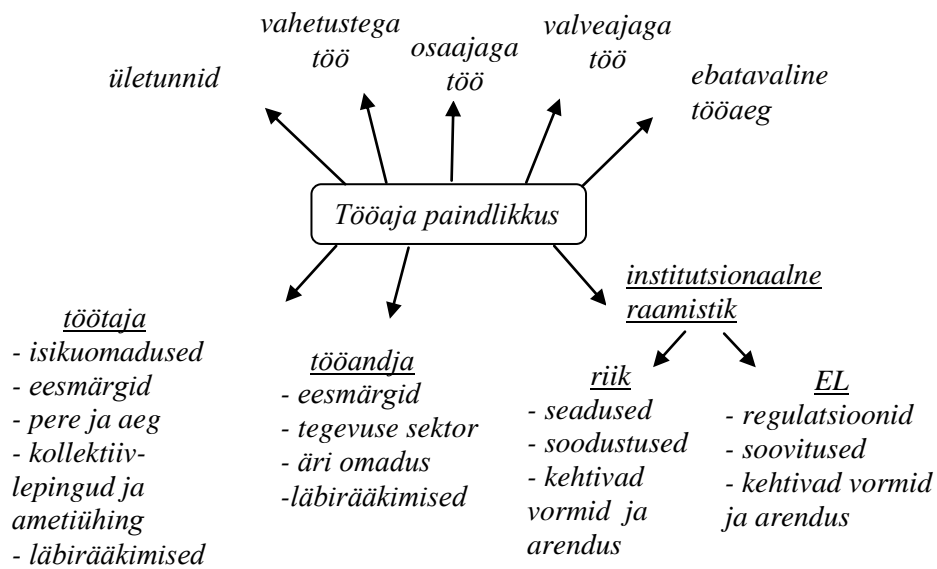 ületunnid
vahetustega
töö
osaajaga
töö
valveajaga
töö
ebatavaline
tööaeg
Tööaja paindlikkus
töötaja
- isikuomadused
- eesmärgid
- pere ja aeg
- kollektiiv-
lepingud ja
ametiühing
- läbirääkimised
tööandja
- eesmärgid
- tegevuse sektor
- äri omadus
-läbirääkimised
institutsionaalne
raamistik
riik
- seadused
- soodustused
- kehtivad
vormid ja
arendus
EL
- regulatsioonid
- soovitused
- kehtivad vormid
ja arendus